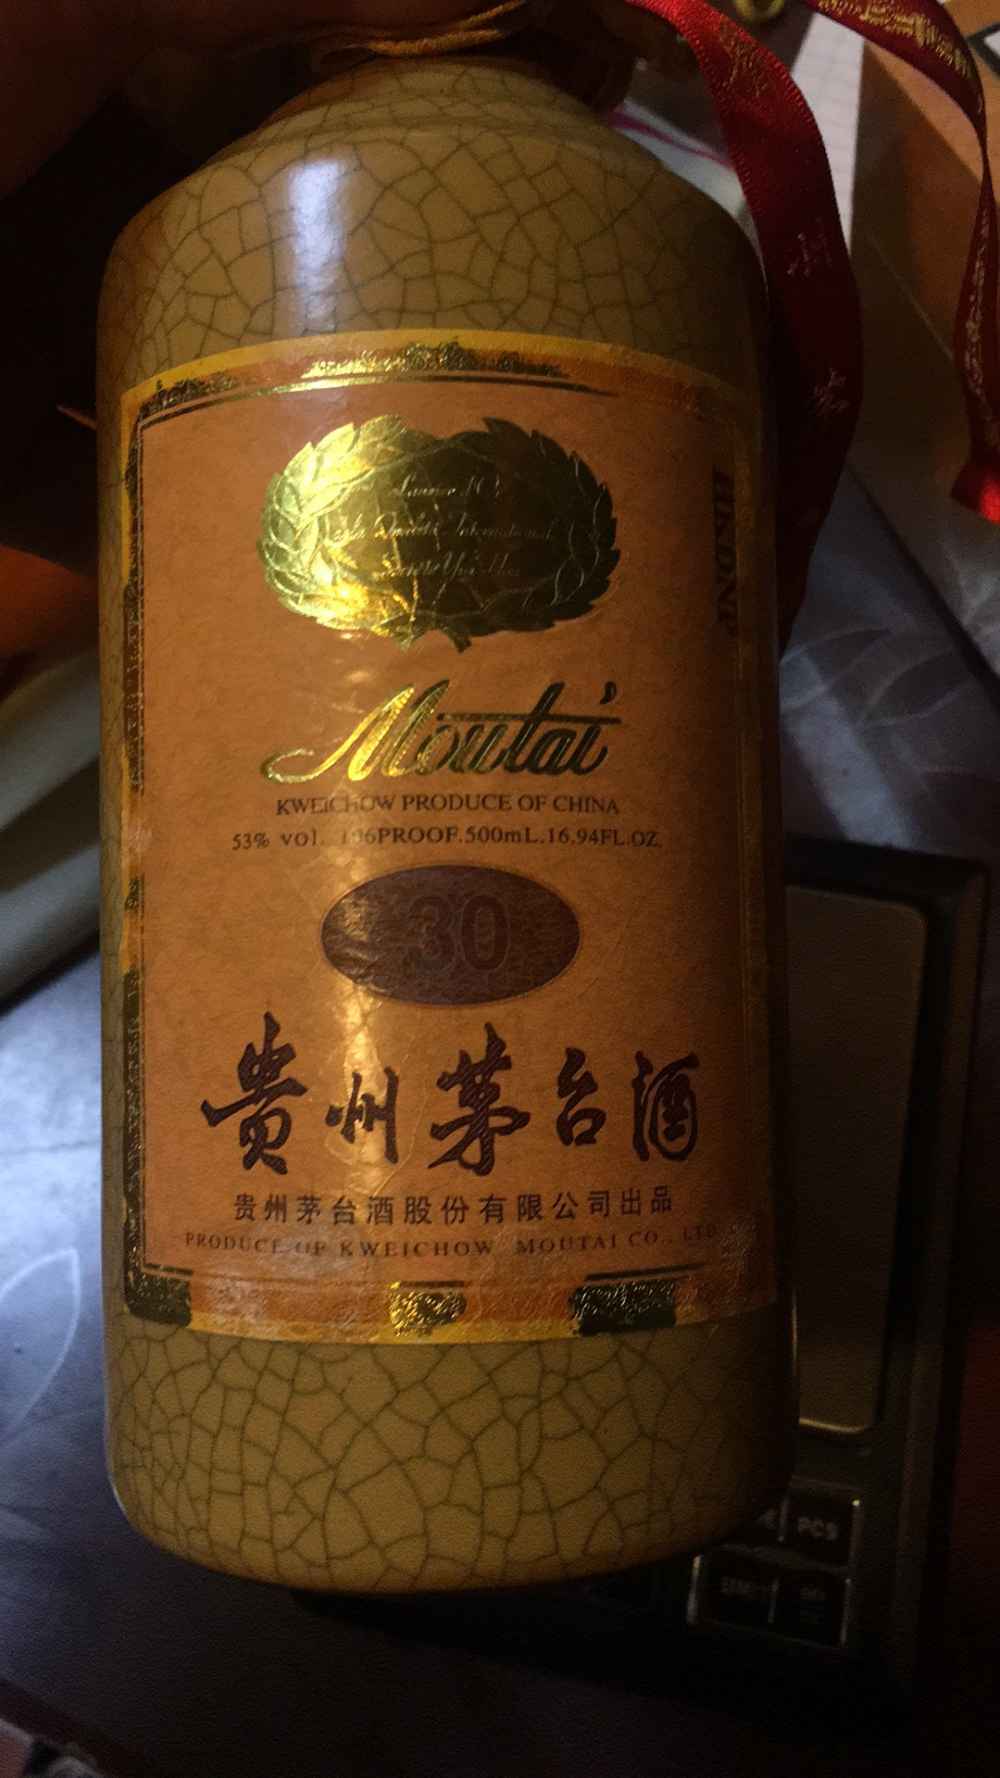 Moutai
KWEICHOW PRODUCE OF CHINA
53% vol. 106PROOF.500mL.16.94FL.OZ.
30
贵州茅台酒
贵州茅台酒股份有限公司出品
PRODUCE OF KWEICHOW MOUTAI CO., LTD
PCS